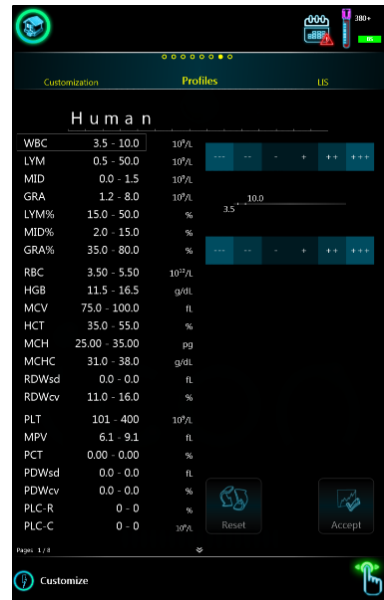 380+
Customization Profiles LIS
Human
WBC 3.5 - 10.0 10⁹/L
LYM 0.5 - 50.0 10⁹/L
MID 0.0 - 1.5 10⁹/L
GRA 1.2 - 8.0 10⁹/L
LYM% 15.0 - 50.0 %
MID% 2.0 - 15.0 %
GRA% 35.0 - 80.0 %
RBC 3.50 - 5.50 10¹²/L
HGB 11.5 - 16.5 g/dL
MCV 75.0 - 100.0 fL
HCT 35.0 - 55.0 %
MCH 25.00 - 35.00 pg
MCHC 31.0 - 38.0 g/dL
RDWsd 0.0 - 0.0 fL
RDWcv 11.0 - 16.0 %
PLT 101 - 400 10⁹/L
MPV 6.1 - 9.1 fL
PCT 0.00 - 0.00 %
PDWsd 0.0 - 0.0 fL
PDWcv 0.0 - 0.0 %
PLC-R 0 - 0 %
PLC-C 0 - 0 10⁹/L
--- -- - + ++ +++
3.5 10.0
--- -- - + ++ +++
Reset Accept
Pages 1/8
Customize